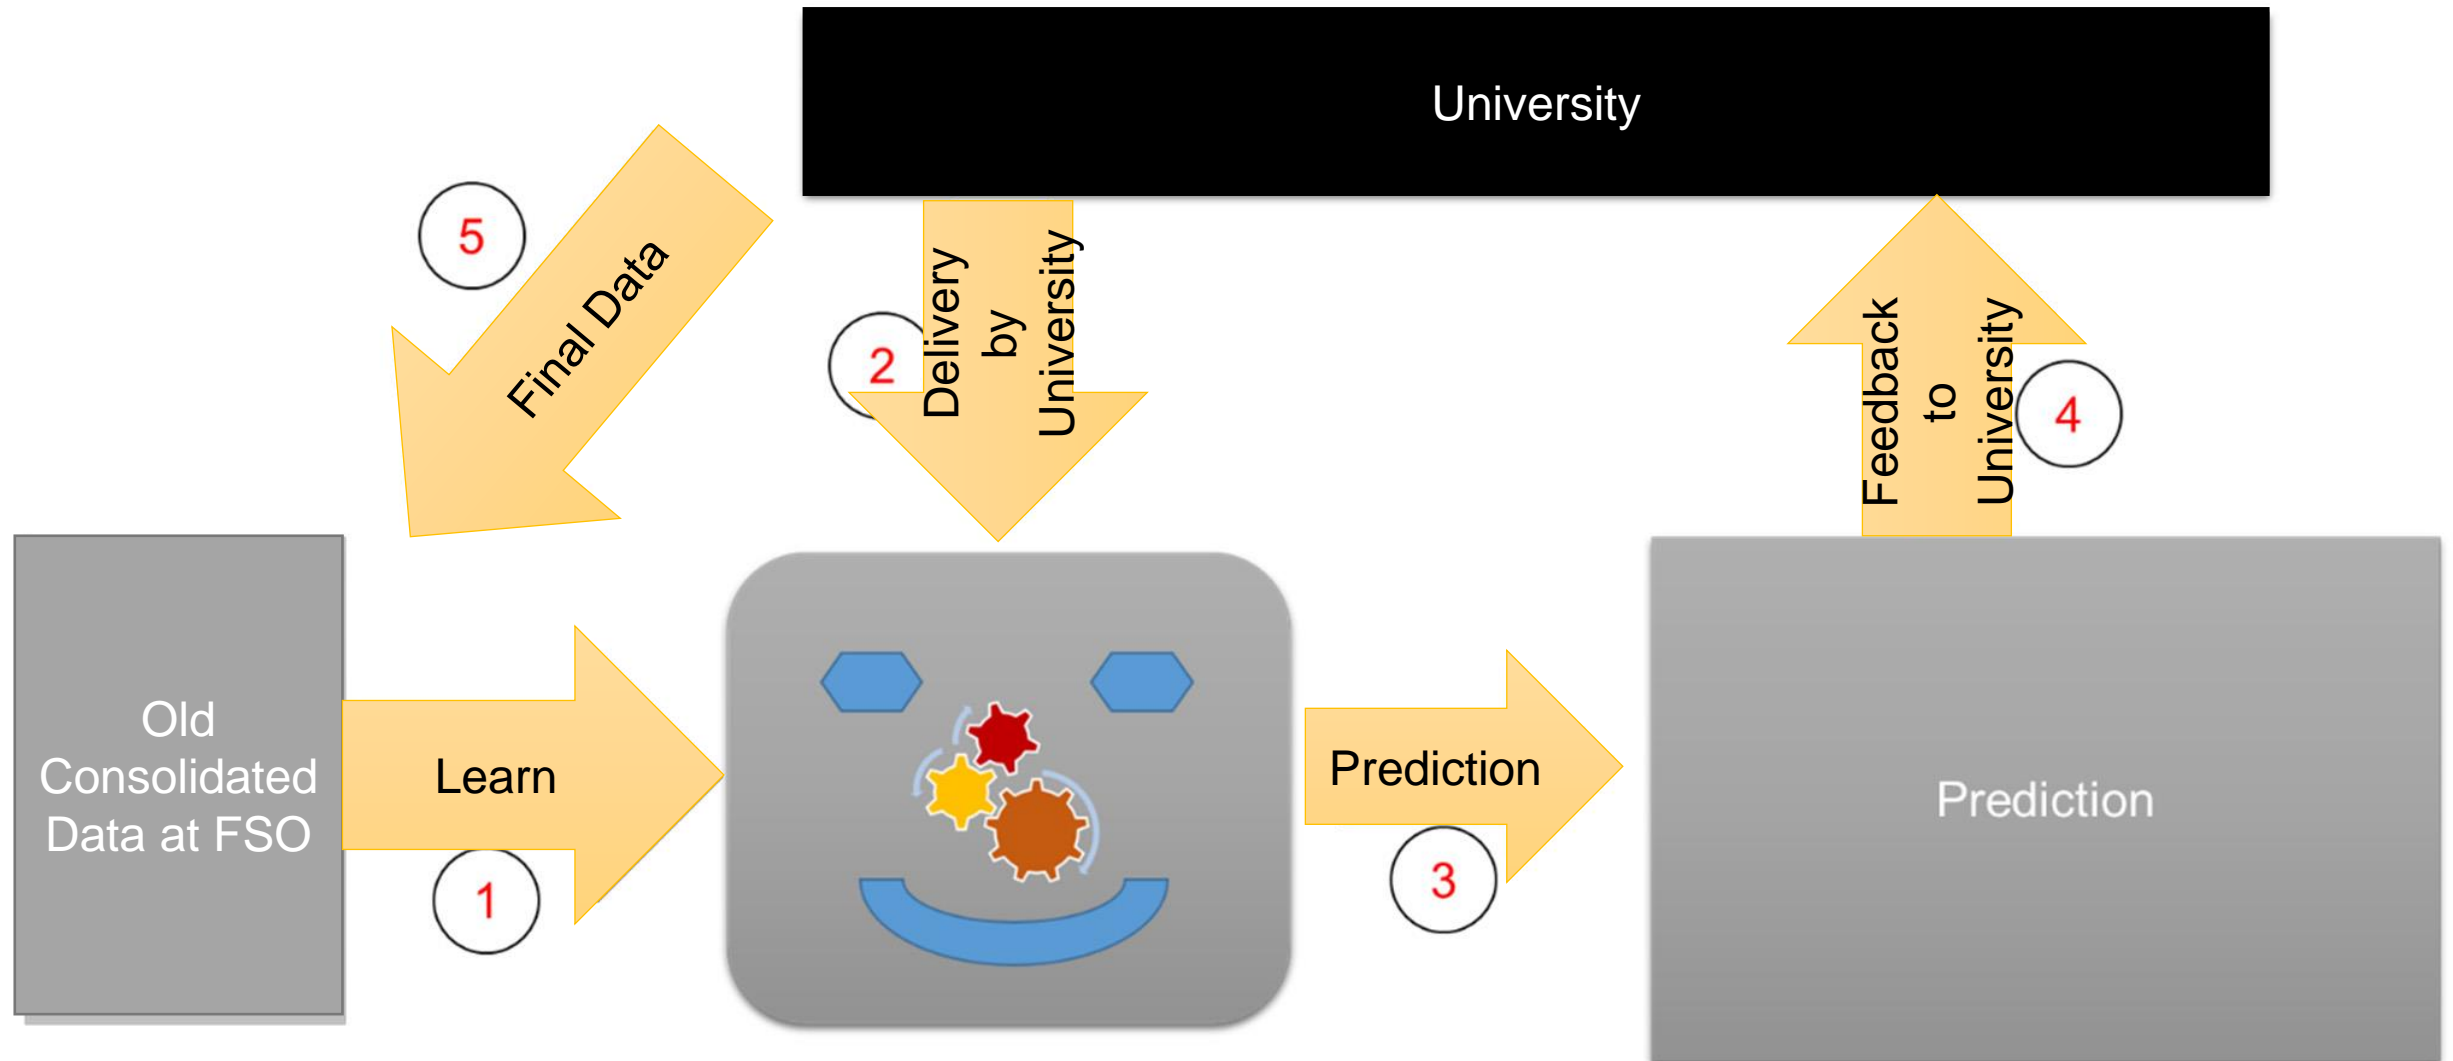 University
5
Final Data
2
Delivery
by
University
Feedback
to
University
4
Old
Consolidated
Data at FSO
Learn
1
Prediction
3
Prediction